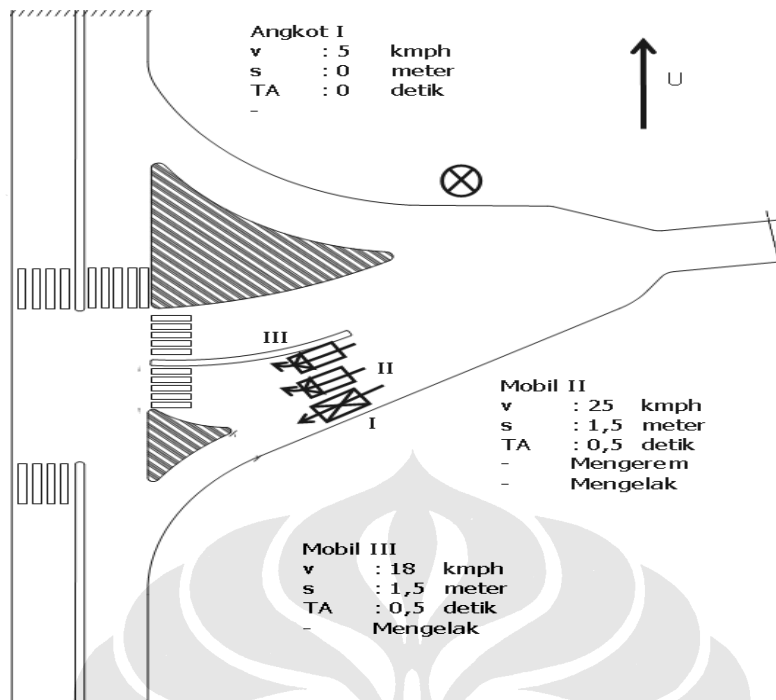 Angkot I
v : 5 kmph
s : 0 meter
TA : 0 detik
-
U
III
II
I
Mobil II
v : 25 kmph
s : 1,5 meter
TA : 0,5 detik
- Mengerem
- Mengelak
Mobil III
v : 18 kmph
s : 1,5 meter
TA : 0,5 detik
- Mengelak